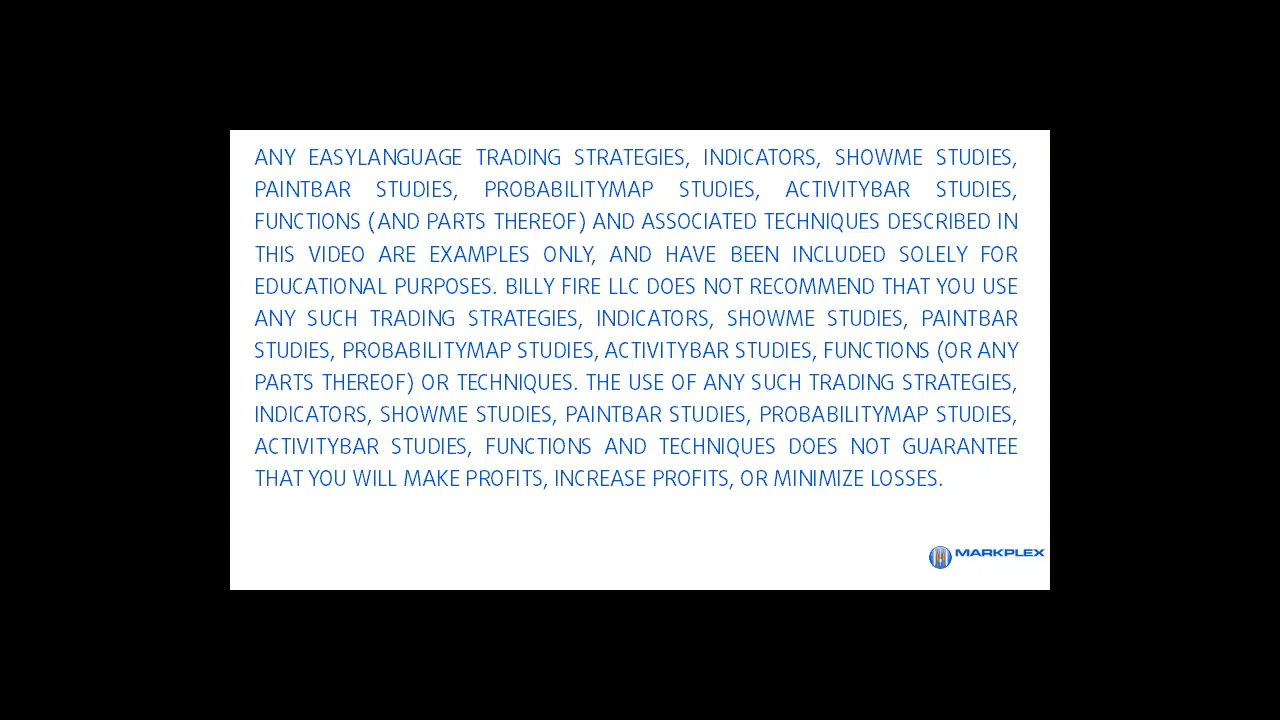 ANY EASYLANGUAGE TRADING STRATEGIES, INDICATORS, SHOWME STUDIES,
PAINTBAR STUDIES, PROBABILITYMAP STUDIES, ACTIVITYBAR STUDIES,
FUNCTIONS (AND PARTS THEREOF) AND ASSOCIATED TECHNIQUES DESCRIBED IN
THIS VIDEO ARE EXAMPLES ONLY, AND HAVE BEEN INCLUDED SOLELY FOR
EDUCATIONAL PURPOSES. BILLY FIRE LLC DOES NOT RECOMMEND THAT YOU USE
ANY SUCH TRADING STRATEGIES, INDICATORS, SHOWME STUDIES, PAINTBAR
STUDIES, PROBABILITYMAP STUDIES, ACTIVITYBAR STUDIES, FUNCTIONS (OR ANY
PARTS THEREOF) OR TECHNIQUES. THE USE OF ANY SUCH TRADING STRATEGIES,
INDICATORS, SHOWME STUDIES, PAINTBAR STUDIES, PROBABILITYMAP STUDIES,
ACTIVITYBAR STUDIES, FUNCTIONS AND TECHNIQUES DOES NOT GUARANTEE
THAT YOU WILL MAKE PROFITS, INCREASE PROFITS, OR MINIMIZE LOSSES.
MARKPLEX